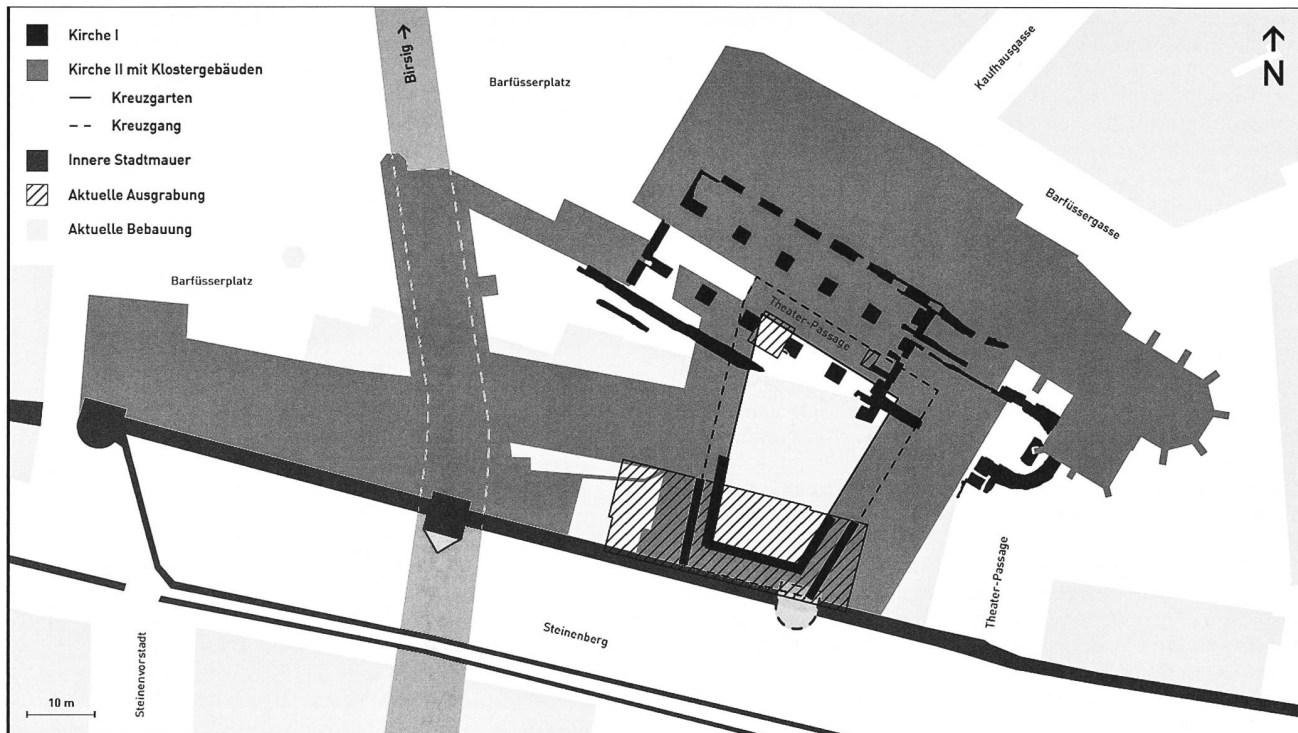 Kirche I
Kirche II mit Klostergebäuden
Kreuzgarten
Kreuzgang
Innere Stadtmauer
Aktuelle Ausgrabung
Aktuelle Bebauung
Birsig →
Barfüsserplatz
Kaufhausgasse
N
Barfüssergasse
Barfüsserplatz
Theater-Passage
Steinenberg
Theater-Passage
Steinenvorstadt
10 m